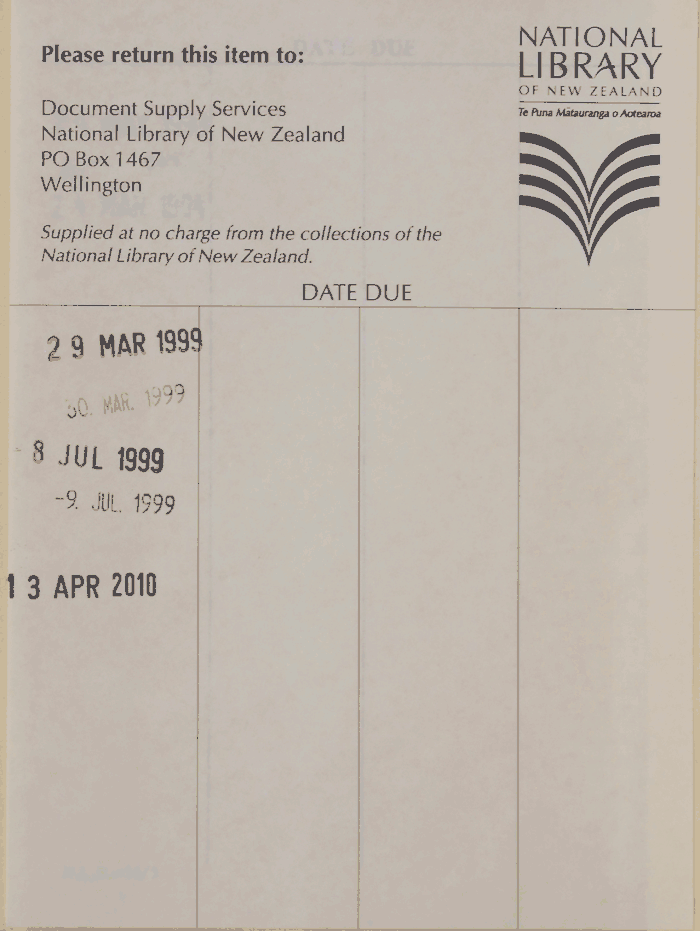 Please return this item to:
NATIONAL
LIBRARY
OF NEW ZEALAND
Te Puna Mātauranga o Aotearoa
Document Supply Services
National Library of New Zealand
PO Box 1467
Wellington
Supplied at no charge from the collections of the
National Library of New Zealand.
DATE DUE
29 MAR 1999
30. MAR. 1999
- 8 JUL 1999
-9. JUL. 1999
13 APR 2010